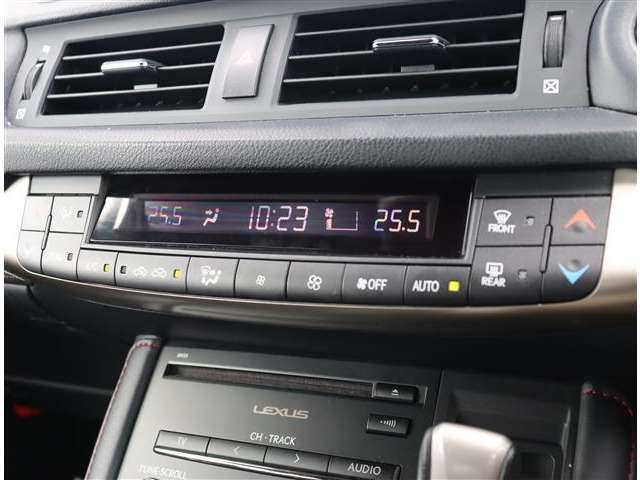 25.5 10:23 25.5
FRONT
OFF AUTO REAR
LEXUS
CH · TRACK
TV AUDIO
TUNE·SCROLL